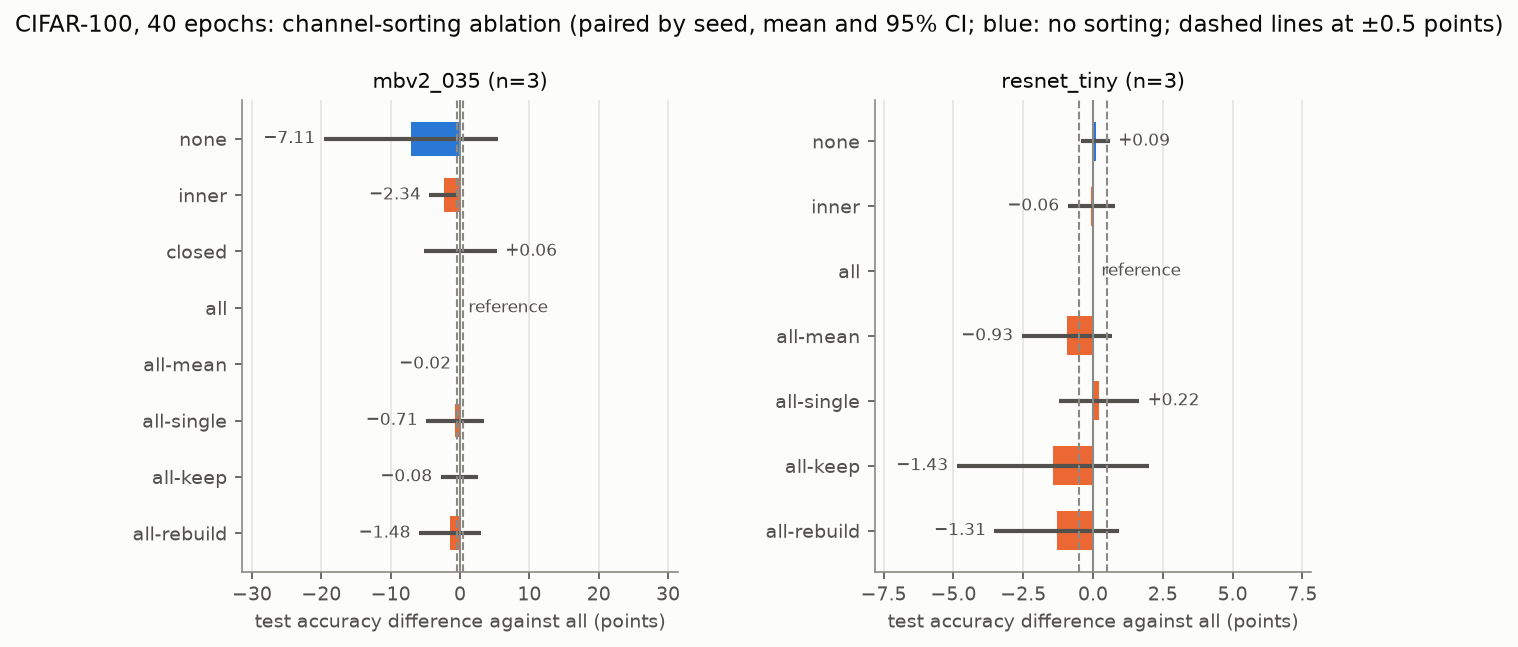 CIFAR-100, 40 epochs: channel-sorting ablation (paired by seed, mean and 95% CI; blue: no sorting; dashed lines at ±0.5 points)
mbv2_035 (n=3)
none
−7.11
inner
−2.34
closed
+0.06
all
reference
all-mean
−0.02
all-single
−0.71
all-keep
−0.08
all-rebuild
−1.48
−30 −20 −10 0 10 20 30
test accuracy difference against all (points)
resnet_tiny (n=3)
none
+0.09
inner
−0.06
all
reference
all-mean
−0.93
all-single
+0.22
all-keep
−1.43
all-rebuild
−1.31
−7.5 −5.0 −2.5 0.0 2.5 5.0 7.5
test accuracy difference against all (points)